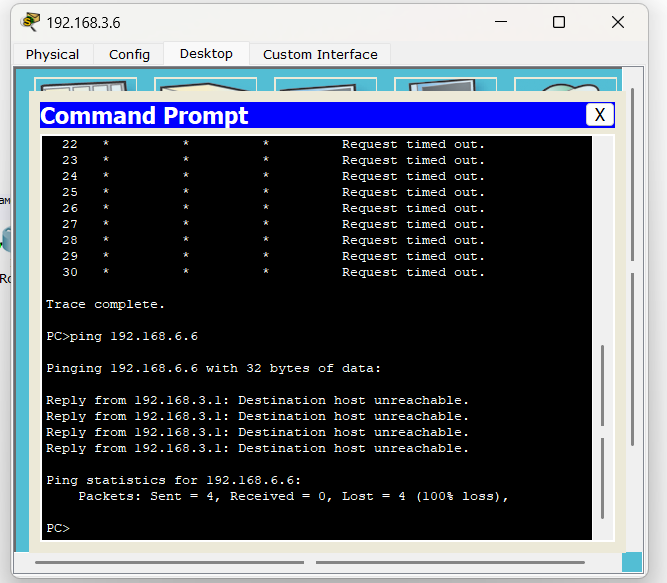 192.168.3.6
Physical Config Desktop Custom Interface
Command Prompt X
22 * * * Request timed out.
23 * * * Request timed out.
24 * * * Request timed out.
25 * * * Request timed out.
26 * * * Request timed out.
27 * * * Request timed out.
28 * * * Request timed out.
29 * * * Request timed out.
30 * * * Request timed out.
Trace complete.
PC>ping 192.168.6.6
Pinging 192.168.6.6 with 32 bytes of data:
Reply from 192.168.3.1: Destination host unreachable.
Reply from 192.168.3.1: Destination host unreachable.
Reply from 192.168.3.1: Destination host unreachable.
Reply from 192.168.3.1: Destination host unreachable.
Ping statistics for 192.168.6.6:
Packets: Sent = 4, Received = 0, Lost = 4 (100% loss),
PC>